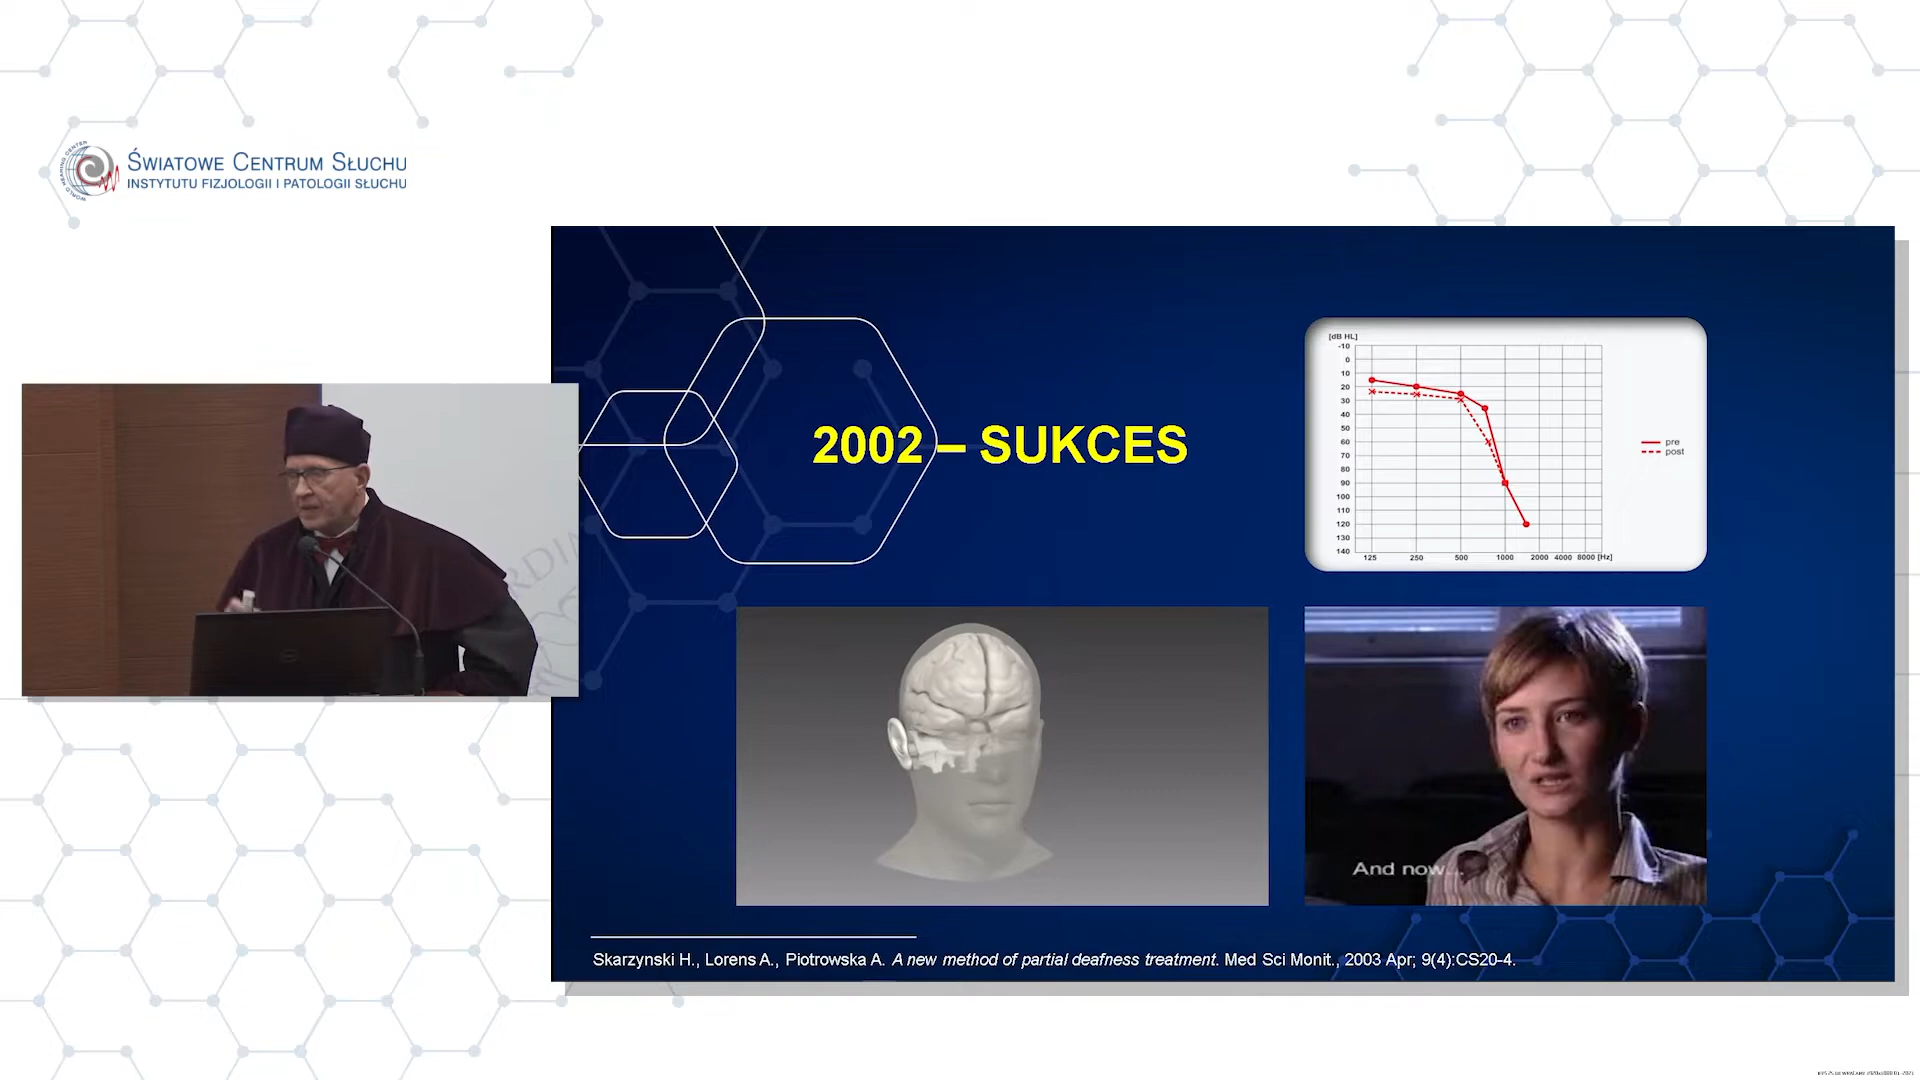 WORLD HEARING CENTER
ŚWIATOWE CENTRUM SŁUCHU
INSTYTUTU FIZJOLOGII I PATOLOGII SŁUCHU
2002 – SUKCES
[dB HL]
-10
0
10
20
30
40
50
60
70
80
90
100
110
120
130
140
125 250 500 1000 2000 4000 8000 [Hz]
pre
post
And now...
Skarzynski H., Lorens A., Piotrowska A. A new method of partial deafness treatment. Med Sci Monit., 2003 Apr; 9(4):CS20-4.